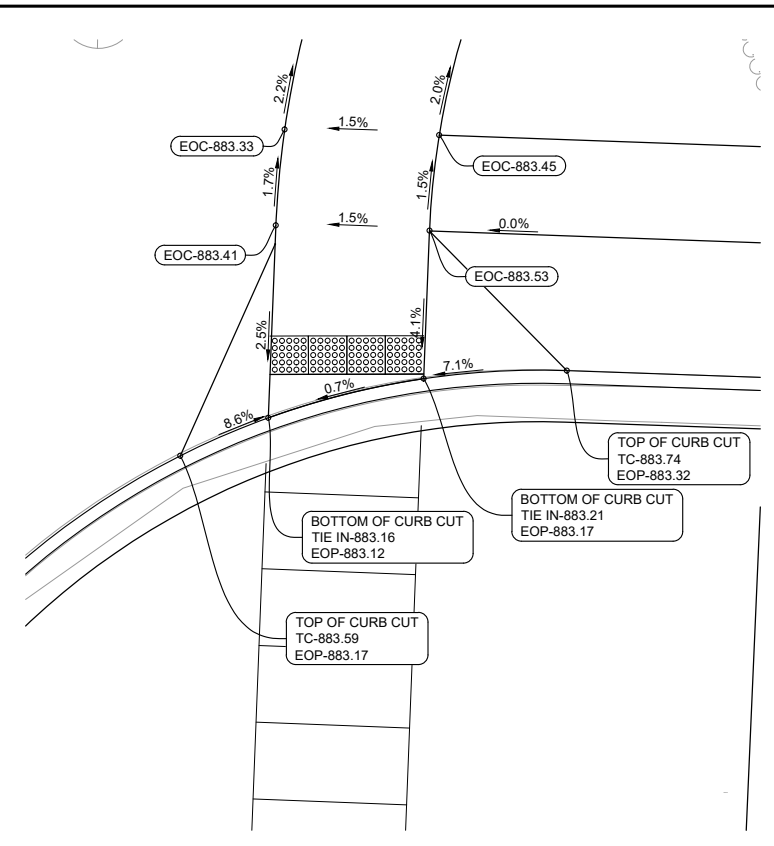 2.2%
2.0%
1.5%
EOC-883.33
EOC-883.45
1.7%
1.5%
1.5%
0.0%
EOC-883.41
EOC-883.53
2.5%
4.1%
7.1%
0.7%
8.6%
TOP OF CURB CUT
TC-883.74
EOP-883.32
BOTTOM OF CURB CUT
TIE IN-883.21
EOP-883.17
BOTTOM OF CURB CUT
TIE IN-883.16
EOP-883.12
TOP OF CURB CUT
TC-883.59
EOP-883.17